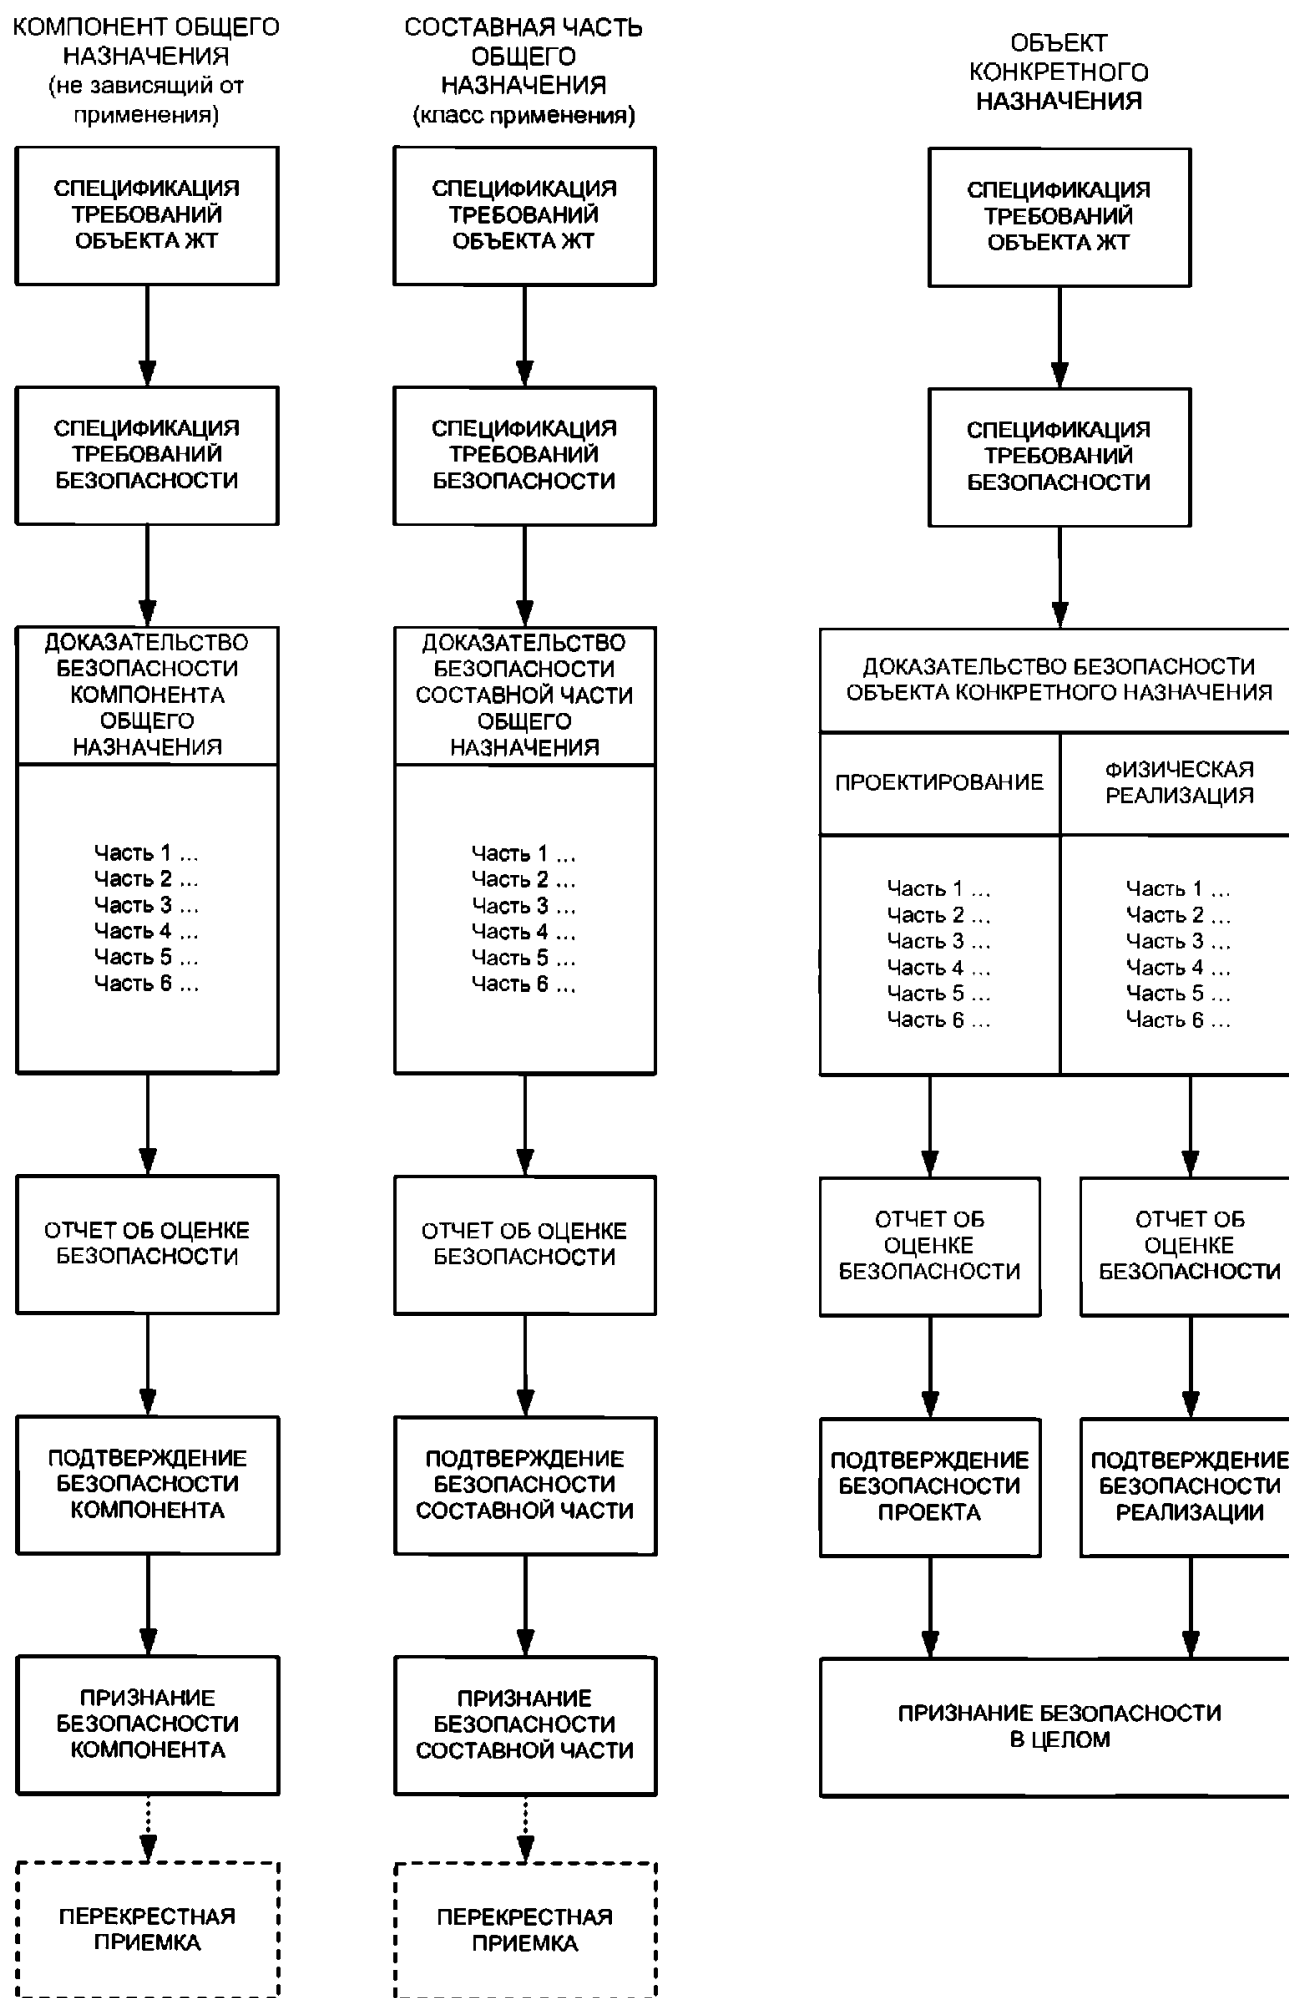 КОМПОНЕНТ ОБЩЕГО
НАЗНАЧЕНИЯ
(не зависящий от
применения)
СПЕЦИФИКАЦИЯ
ТРЕБОВАНИЙ
ОБЪЕКТА ЖТ
СПЕЦИФИКАЦИЯ
ТРЕБОВАНИЙ
БЕЗОПАСНОСТИ
ДОКАЗАТЕЛЬСТВО
БЕЗОПАСНОСТИ
КОМПОНЕНТА
ОБЩЕГО
НАЗНАЧЕНИЯ
Часть 1 ...
Часть 2 ...
Часть 3 ...
Часть 4 ...
Часть 5 ...
Часть 6 ...
ОТЧЕТ ОБ ОЦЕНКЕ
БЕЗОПАСНОСТИ
ПОДТВЕРЖДЕНИЕ
БЕЗОПАСНОСТИ
КОМПОНЕНТА
ПРИЗНАНИЕ
БЕЗОПАСНОСТИ
КОМПОНЕНТА
ПЕРЕКРЕСТНАЯ
ПРИЕМКА
СОСТАВНАЯ ЧАСТЬ
ОБЩЕГО
НАЗНАЧЕНИЯ
(класс применения)
СПЕЦИФИКАЦИЯ
ТРЕБОВАНИЙ
ОБЪЕКТА ЖТ
СПЕЦИФИКАЦИЯ
ТРЕБОВАНИЙ
БЕЗОПАСНОСТИ
ДОКАЗАТЕЛЬСТВО
БЕЗОПАСНОСТИ
СОСТАВНОЙ ЧАСТИ
ОБЩЕГО
НАЗНАЧЕНИЯ
Часть 1 ...
Часть 2 ...
Часть 3 ...
Часть 4 ...
Часть 5 ...
Часть 6 ...
ОТЧЕТ ОБ ОЦЕНКЕ
БЕЗОПАСНОСТИ
ПОДТВЕРЖДЕНИЕ
БЕЗОПАСНОСТИ
СОСТАВНОЙ ЧАСТИ
ПРИЗНАНИЕ
БЕЗОПАСНОСТИ
СОСТАВНОЙ ЧАСТИ
ПЕРЕКРЕСТНАЯ
ПРИЕМКА
ОБЪЕКТ
КОНКРЕТНОГО
НАЗНАЧЕНИЯ
СПЕЦИФИКАЦИЯ
ТРЕБОВАНИЙ
ОБЪЕКТА ЖТ
СПЕЦИФИКАЦИЯ
ТРЕБОВАНИЙ
БЕЗОПАСНОСТИ
ДОКАЗАТЕЛЬСТВО БЕЗОПАСНОСТИ
ОБЪЕКТА КОНКРЕТНОГО НАЗНАЧЕНИЯ
ПРОЕКТИРОВАНИЕ
Часть 1 ...
Часть 2 ...
Часть 3 ...
Часть 4 ...
Часть 5 ...
Часть 6 ...
ОТЧЕТ ОБ
ОЦЕНКЕ
БЕЗОПАСНОСТИ
ПОДТВЕРЖДЕНИЕ
БЕЗОПАСНОСТИ
ПРОЕКТА
ФИЗИЧЕСКАЯ
РЕАЛИЗАЦИЯ
Часть 1 ...
Часть 2 ...
Часть 3 ...
Часть 4 ...
Часть 5 ...
Часть 6 ...
ОТЧЕТ ОБ
ОЦЕНКЕ
БЕЗОПАСНОСТИ
ПОДТВЕРЖДЕНИЕ
БЕЗОПАСНОСТИ
РЕАЛИЗАЦИИ
ПРИЗНАНИЕ БЕЗОПАСНОСТИ
В ЦЕЛОМ